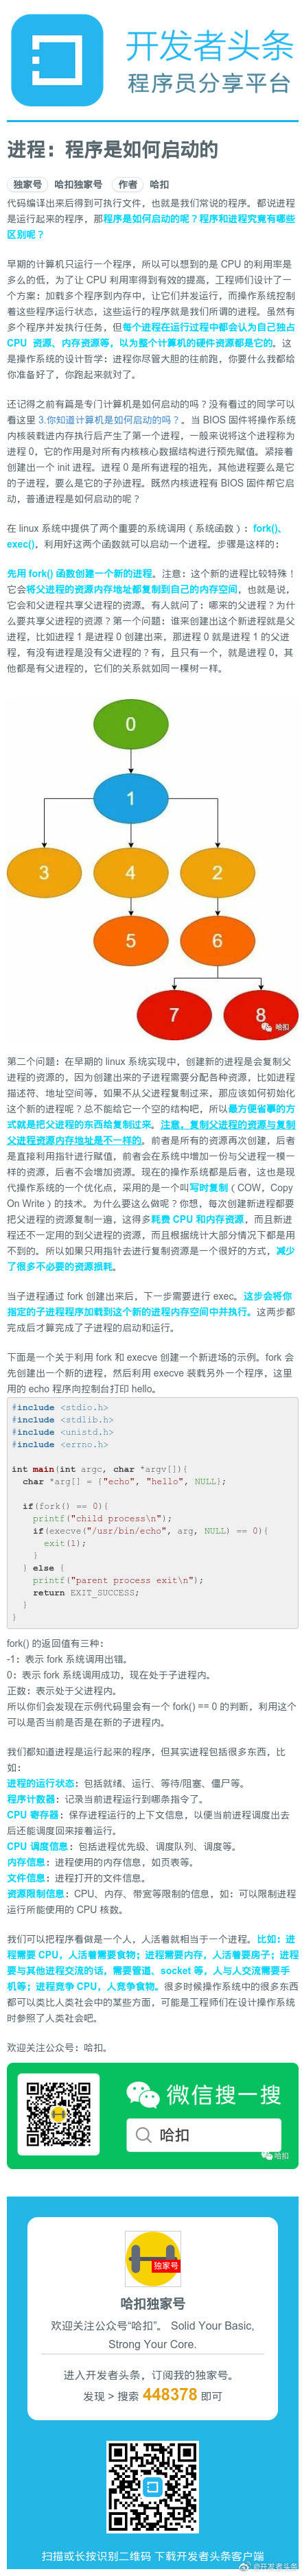 开发者头条
程序员分享平台
进程：程序是如何启动的
独家号 哈扣独家号 作者 哈扣
代码编译出来后得到可执行文件，也就是我们常说的程序。都说进
程是运行起来的程序，那程序是如何启动的呢？程序和进程究竟有哪些
区别呢？
早期的计算机只运行一个程序，所以可以想到的是 CPU 的利用率是
多么的低，为了让 CPU 利用率得到有效的提高，工程师们设计了一
个方案：加载多个程序到内存中，让它们并发运行，而操作系统控制
着这些程序运行状态，这些运行的程序就是我们所谓的进程。虽然有
多个程序并发执行任务，但每个进程在运行过程中都会认为自己独占
CPU 资源、内存资源等，以为整个计算机的硬件资源都是它的。这
是操作系统的设计哲学：进程你尽管大胆的往前跑，你要什么我都给
你准备好了，你跑起来就对了。
还记得之前有篇是专门计算机是如何启动的吗？没有看过的同学可以
看这里 3.你知道计算机是如何启动的吗？。当 BIOS 固件将操作系统
内核装载进内存执行后产生了第一个进程，一般来说将这个进程称为
进程 0，它的作用是对所有内核核心数据结构进行预先赋值。紧接着
创建出一个 init 进程。进程 0 是所有进程的祖先，其他进程要么是它
的子进程，要么是它的子孙进程。既然内核进程有 BIOS 固件帮它启
动，普通进程是如何启动的呢？
在 linux 系统中提供了两个重要的系统调用（系统函数）：fork()、
exec()，利用好这两个函数就可以启动一个进程。步骤是这样的：
先用 fork() 函数创建一个新的进程。注意：这个新的进程比较特殊！
它会将父进程的资源内存地址都复制到自己的内存空间，也就是说，
它会和父进程共享父进程的资源。有人就问了：哪来的父进程？为什
么要共享父进程的资源？第一个问题：谁来创建出这个新进程就是父
进程，比如进程 1 是进程 0 创建出来，那进程 0 就是进程 1 的父进
程，有没有进程是没有父进程的？有，且只有一个，就是进程 0，其
他都是有父进程的，它们的关系就如同一棵树一样。
0
1
3 4 2
5 6
7 8
哈扣
第二个问题：在早期的 linux 系统实现中，创建新的进程是会复制父
进程的资源的，因为创建出来的子进程需要分配各种资源，比如进程
描述符、地址空间等，如果不从父进程复制过来，那应该如何初始化
这个新的进程呢？总不能给它一个空的结构吧，所以最方便省事的方
式就是把父进程的东西给复制过来。注意，复制父进程的资源与复制
父进程资源内存地址是不一样的。前者是所有的资源再次创建，后者
是直接利用指针进行赋值，前者会在系统中增加一份与父进程一模一
样的资源，后者不会增加资源。现在的操作系统都是后者，这也是现
代操作系统的一个优化点，采用的是一个叫写时复制（COW，Copy
On Write）的技术。为什么要这么做呢？你想，每次创建新进程都要
把父进程的资源复制一遍，这得多耗费 CPU 和内存资源，而且新进
程还不一定用的到父进程的资源，而且根据统计大部分情况下都是用
不到的。所以如果只用指针去进行复制资源是一个很好的方式，减少
了很多不必要的资源损耗。
当子进程通过 fork 创建出来后，下一步需要进行 exec。这步会将你
指定的子进程程序加载到这个新的进程内存空间中并执行。这两步都
完成后才算完成了子进程的启动和运行。
下面是一个关于利用 fork 和 execve 创建一个新进场的示例。fork 会
先创建出一个新的进程，然后利用 execve 装载另外一个程序，这里
用的 echo 程序向控制台打印 hello。
#include <stdio.h>
#include <stdlib.h>
#include <unistd.h>
#include <errno.h>
int main(int argc, char *argv[]){
char *arg[] = {"echo", "hello", NULL};
if(fork() == 0){
printf("child process\n");
if(execve("/usr/bin/echo", arg, NULL) == 0){
exit(1);
}
} else {
printf("parent process exit\n");
return EXIT_SUCCESS;
}
}
fork() 的返回值有三种：
-1：表示 fork 系统调用出错。
0：表示 fork 系统调用成功，现在处于子进程内。
正数：表示处于父进程内。
所以你们会发现在示例代码里会有一个 fork() == 0 的判断，利用这个
可以是否当前是否是在新的子进程内。
我们都知道进程是运行起来的程序，但其实进程包括很多东西，比
如：
进程的运行状态：包括就绪、运行、等待/阻塞、僵尸等。
程序计数器：记录当前进程运行到哪条指令了。
CPU 寄存器：保存进程运行的上下文信息，以便当前进程调度出去
后还能调度回来接着运行。
CPU 调度信息：包括进程优先级、调度队列、调度等。
内存信息：进程使用的内存信息，如页表等。
文件信息：进程打开的文件信息。
资源限制信息：CPU、内存、带宽等限制的信息，如：可以限制进程
运行所能使用的 CPU 核数。
我们可以把程序看做是一个人，人活着就相当于一个进程。比如：进
程需要 CPU，人活着需要食物；进程需要内存，人活着要房子；进程
要与其他进程交流的话，需要管道、socket 等，人与人交流需要手
机等；进程竞争 CPU，人竞争食物。很多时候操作系统中的很多东西
都可以类比人类社会中的某些方面，可能是工程师们在设计操作系统
时参照了人类社会吧。
欢迎关注公众号：哈扣。
微信搜一搜
哈扣
哈扣
独家号
哈扣独家号
欢迎关注公众号“哈扣”。 Solid Your Basic,
Strong Your Core.
进入开发者头条，订阅我的独家号。
发现 > 搜索 448378 即可
扫描或长按识别二维码 下载开发者头条客户端
@开发者头条